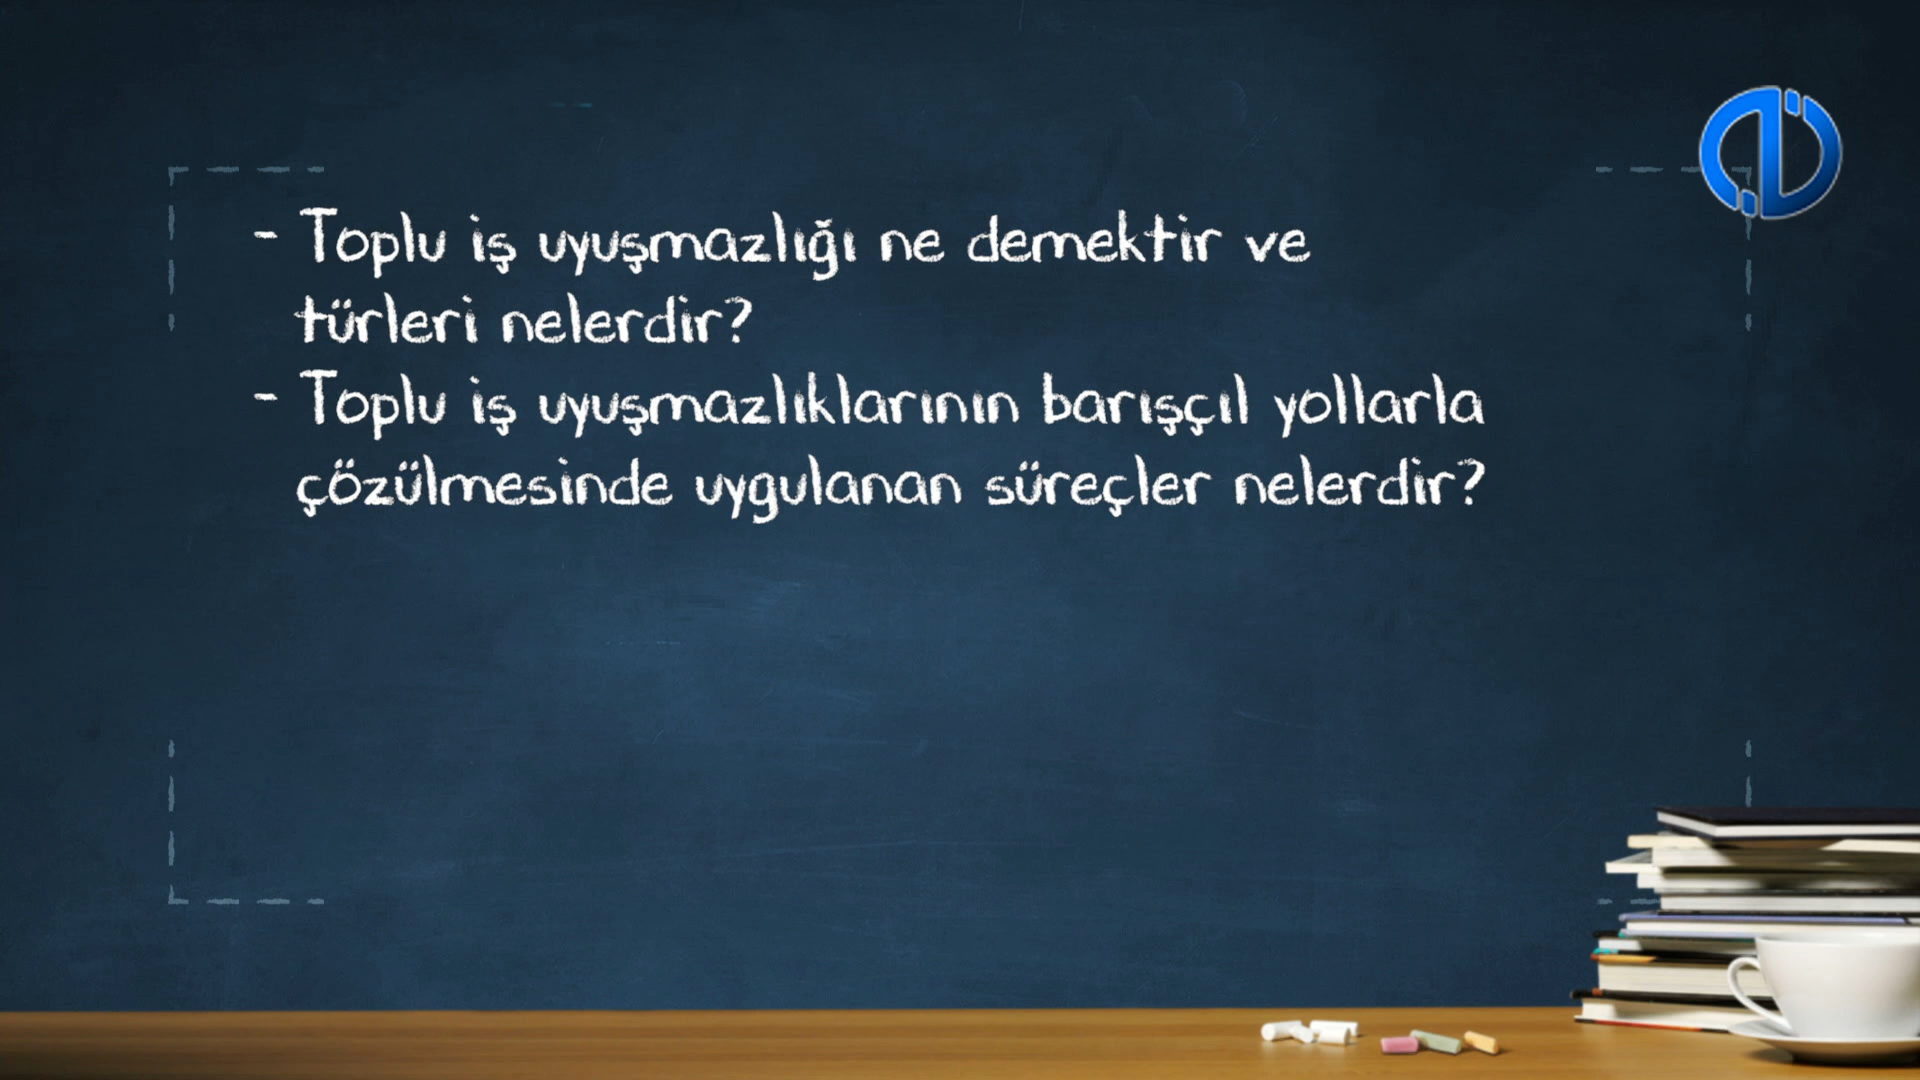 - Toplu iş uyuşmazlığı ne demektir ve
türleri nelerdir?
- Toplu iş uyuşmazlıklarının barışçıl yollarla
çözülmesinde uygulanan süreçler nelerdir?